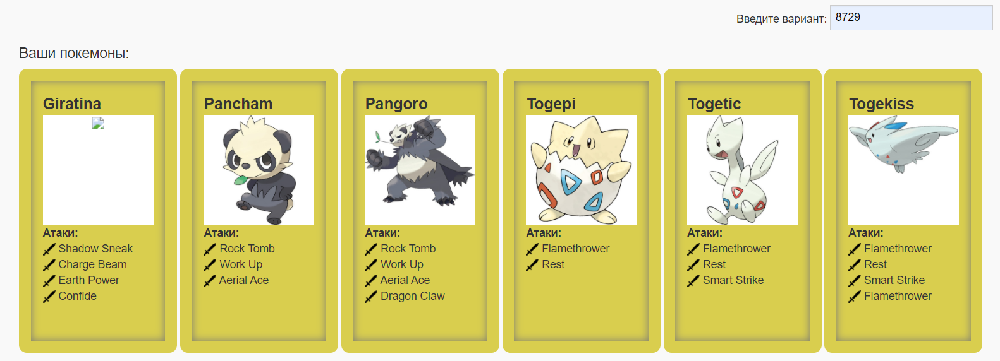 Введите вариант: 8729
Ваши покемоны:
Giratina
Атаки:
Shadow Sneak
Charge Beam
Earth Power
Confide
Pancham
Атаки:
Rock Tomb
Work Up
Aerial Ace
Pangoro
Атаки:
Rock Tomb
Work Up
Aerial Ace
Dragon Claw
Togepi
Атаки:
Flamethrower
Rest
Togetic
Атаки:
Flamethrower
Rest
Smart Strike
Togekiss
Атаки:
Flamethrower
Rest
Smart Strike
Flamethrower